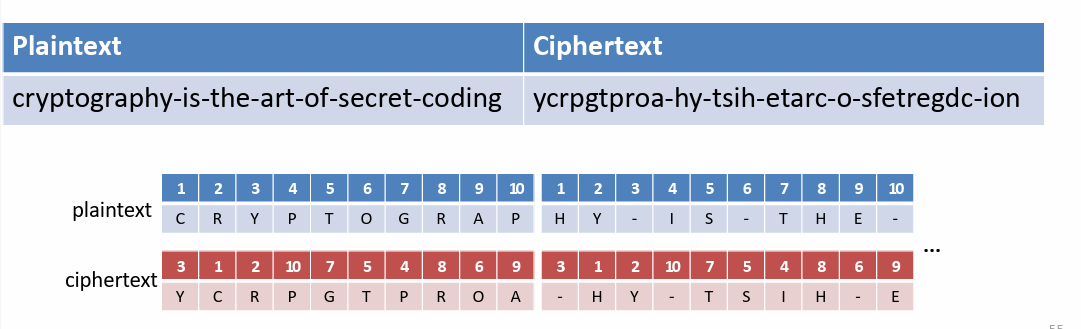 Plaintext Ciphertext
cryptography-is-the-art-of-secret-coding ycrpgtproa-hy-tsih-etarc-o-sfetregdc-ion
1 2 3 4 5 6 7 8 9 10 1 2 3 4 5 6 7 8 9 10
plaintext C R Y P T O G R A P H Y - I S - T H E -
...
3 1 2 10 7 5 4 8 6 9 3 1 2 10 7 5 4 8 6 9
ciphertext Y C R P G T P R O A - H Y - T S I H - E